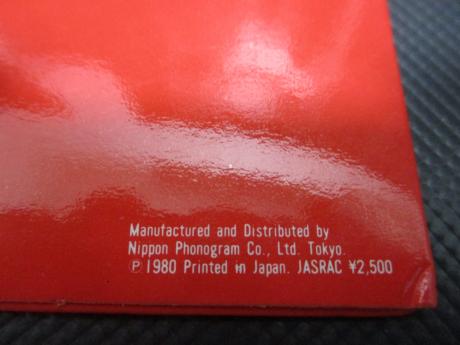 Manufactured and Distributed by
Nippon Phonogram Co., Ltd. Tokyo.
Ⓟ 1980 Printed in Japan. JASRAC ¥2,500